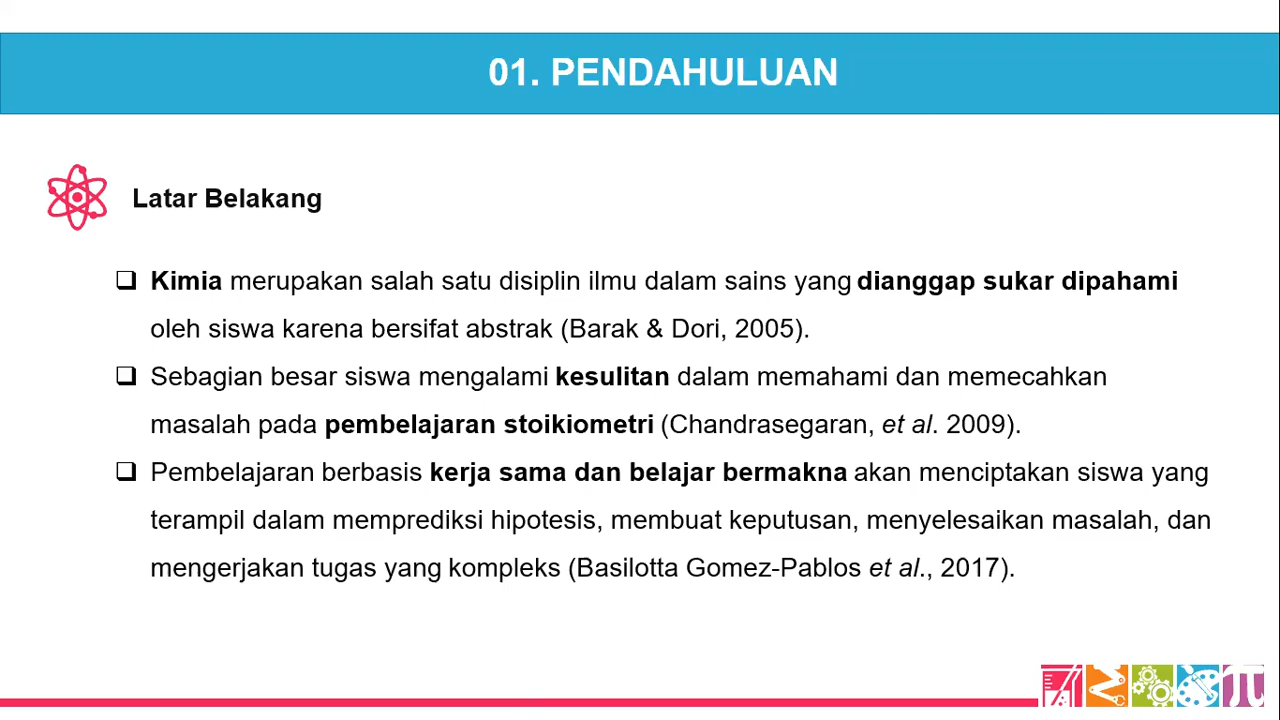 01. PENDAHULUAN
Latar Belakang
Kimia merupakan salah satu disiplin ilmu dalam sains yang dianggap sukar dipahami
oleh siswa karena bersifat abstrak (Barak & Dori, 2005).
Sebagian besar siswa mengalami kesulitan dalam memahami dan memecahkan
masalah pada pembelajaran stoikiometri (Chandrasegaran, et al. 2009).
Pembelajaran berbasis kerja sama dan belajar bermakna akan menciptakan siswa yang
terampil dalam memprediksi hipotesis, membuat keputusan, menyelesaikan masalah, dan
mengerjakan tugas yang kompleks (Basilotta Gomez-Pablos et al., 2017).